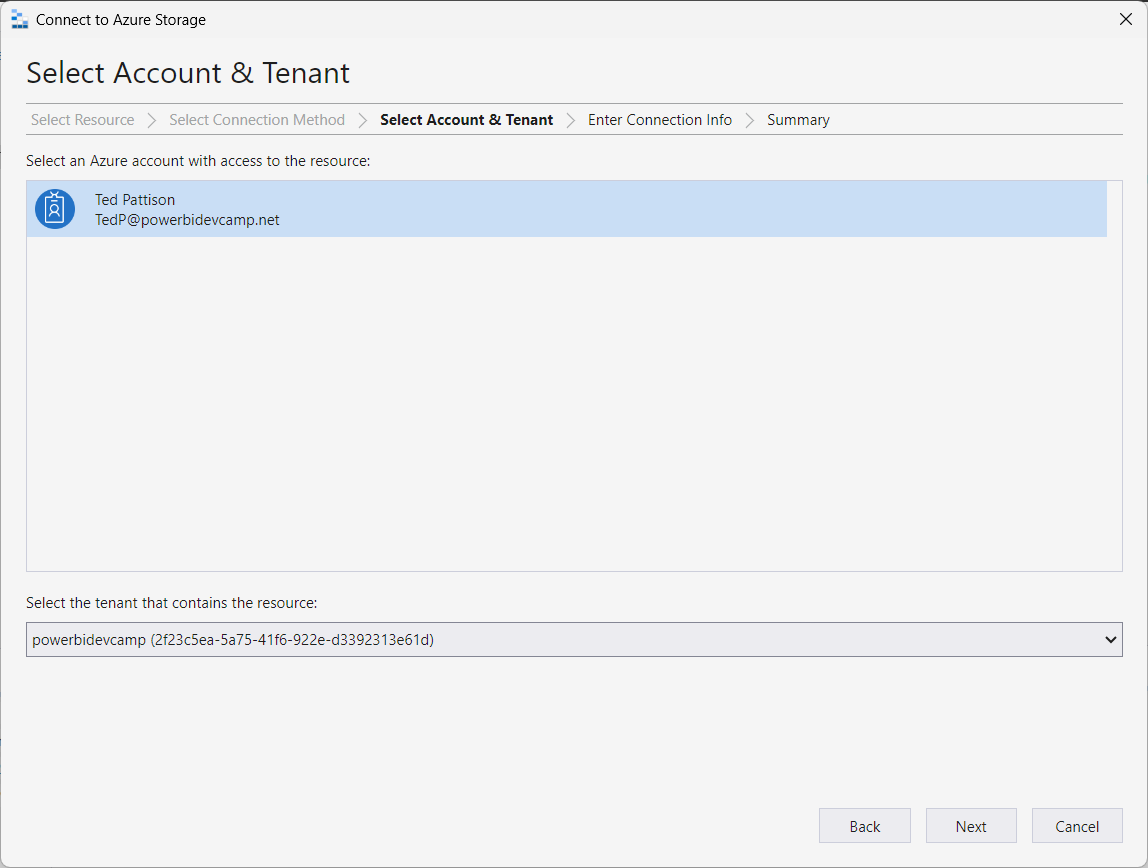 Connect to Azure Storage
Select Account & Tenant
Select Resource Select Connection Method Select Account & Tenant Enter Connection Info Summary
Select an Azure account with access to the resource:
Ted Pattison
TedP@powerbidevcamp.net
Select the tenant that contains the resource:
powerbidevcamp (2f23c5ea-5a75-41f6-922e-d3392313e61d)
Back Next Cancel